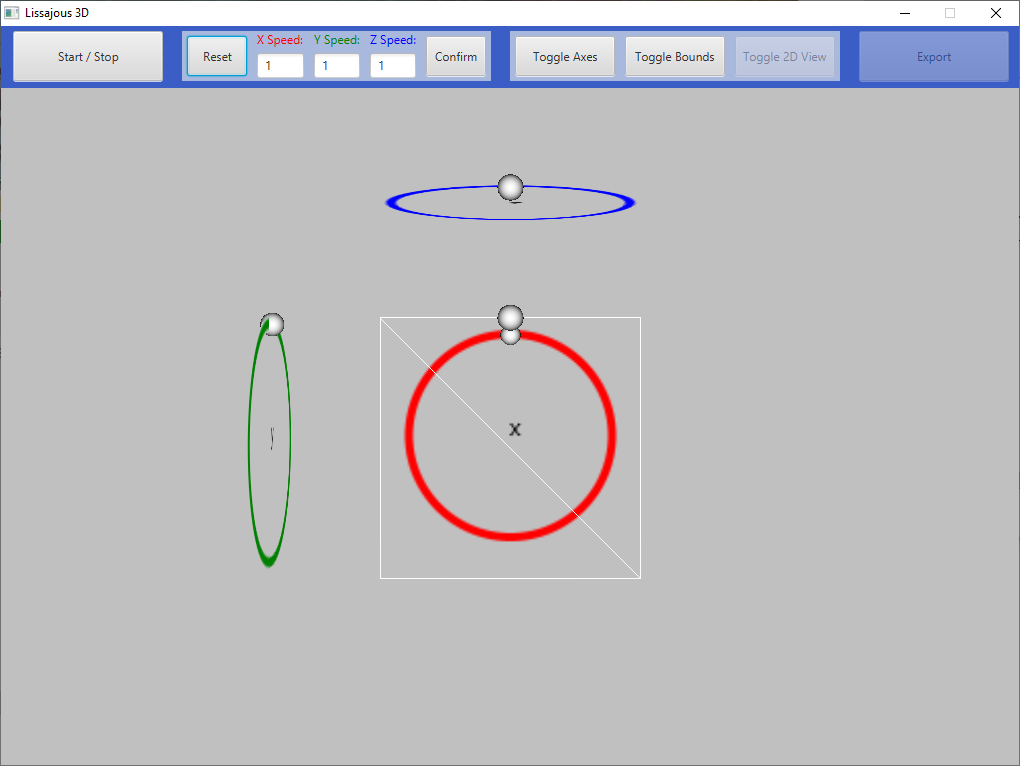 Lissajous 3D
Start / Stop
Reset
X Speed: Y Speed: Z Speed:
1 1 1
Confirm
Toggle Axes
Toggle Bounds
Toggle 2D View
Export
X